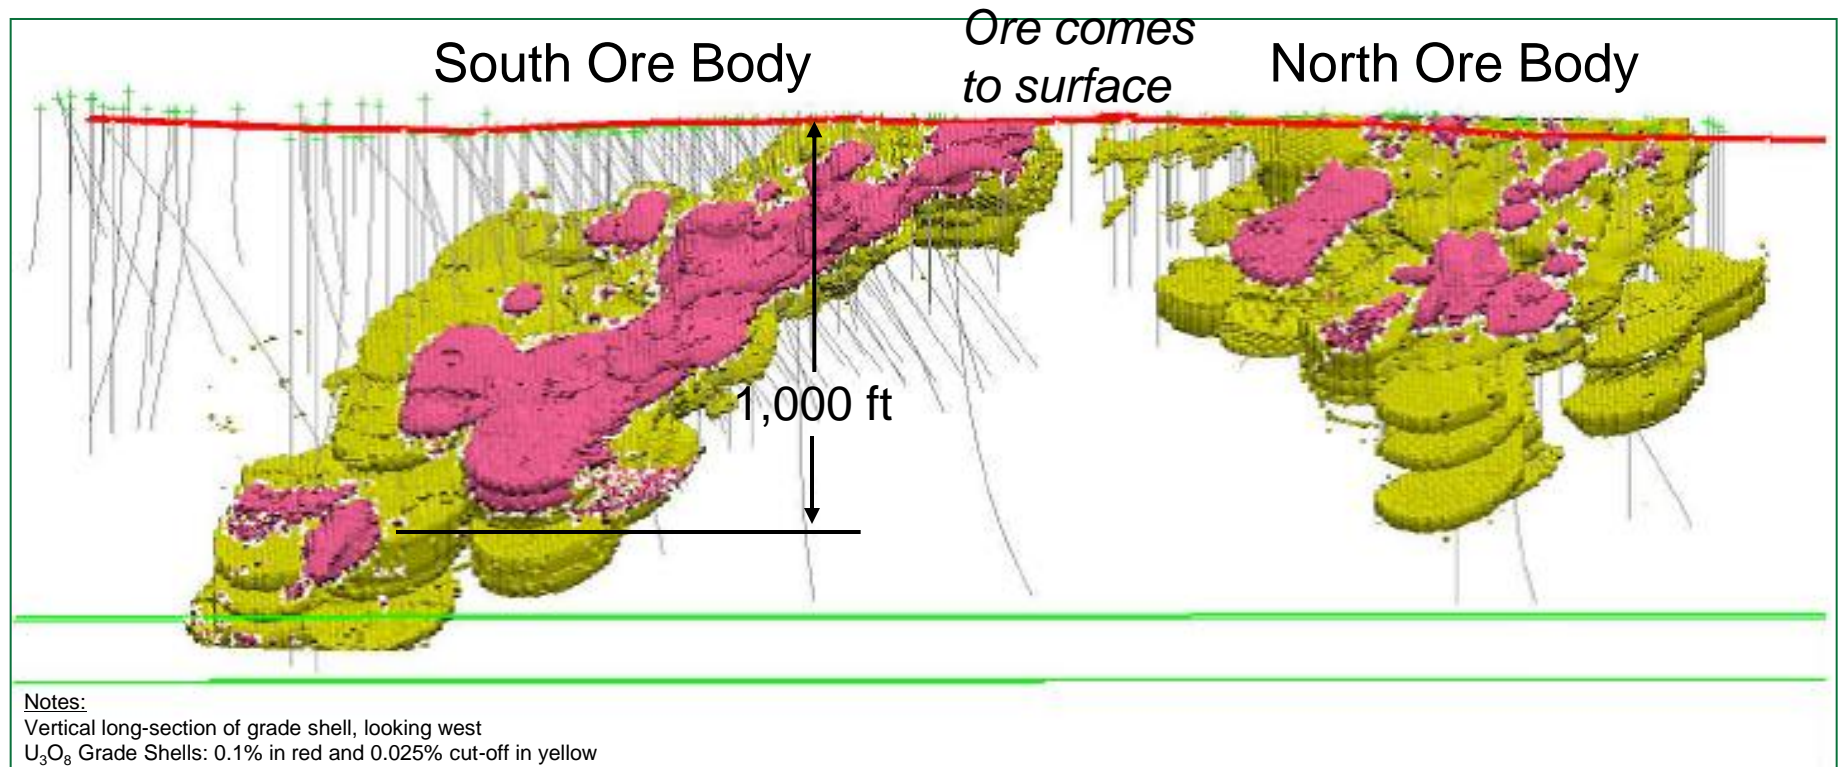 South Ore Body
Ore comes
to surface
North Ore Body
1,000 ft
Notes:
Vertical long-section of grade shell, looking west
U₃O₈ Grade Shells: 0.1% in red and 0.025% cut-off in yellow